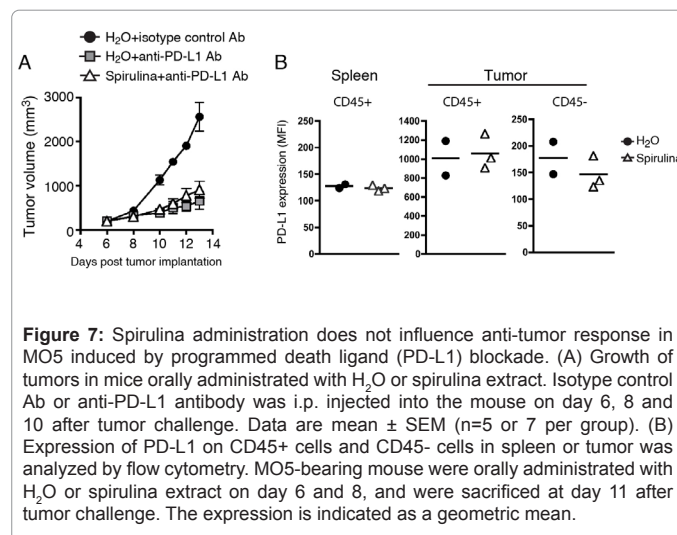 A
H₂O+isotype control Ab
H₂O+anti-PD-L1 Ab
Spirulina+anti-PD-L1 Ab
Tumor volume (mm³)
3000
2000
1000
0
4 6 8 10 12 14
Days post tumor implantation
B
Spleen
Tumor
CD45+
CD45+
CD45-
PD-L1 expression (MFI)
250
200
150
100
50
0
1400
1200
1000
800
600
400
200
0
250
200
150
100
50
0
H₂O
Spirulina
Figure 7: Spirulina administration does not influence anti-tumor response in
MO5 induced by programmed death ligand (PD-L1) blockade. (A) Growth of
tumors in mice orally administrated with H₂O or spirulina extract. Isotype control
Ab or anti-PD-L1 antibody was i.p. injected into the mouse on day 6, 8 and
10 after tumor challenge. Data are mean ± SEM (n=5 or 7 per group). (B)
Expression of PD-L1 on CD45+ cells and CD45- cells in spleen or tumor was
analyzed by flow cytometry. MO5-bearing mouse were orally administrated with
H₂O or spirulina extract on day 6 and 8, and were sacrificed at day 11 after
tumor challenge. The expression is indicated as a geometric mean.